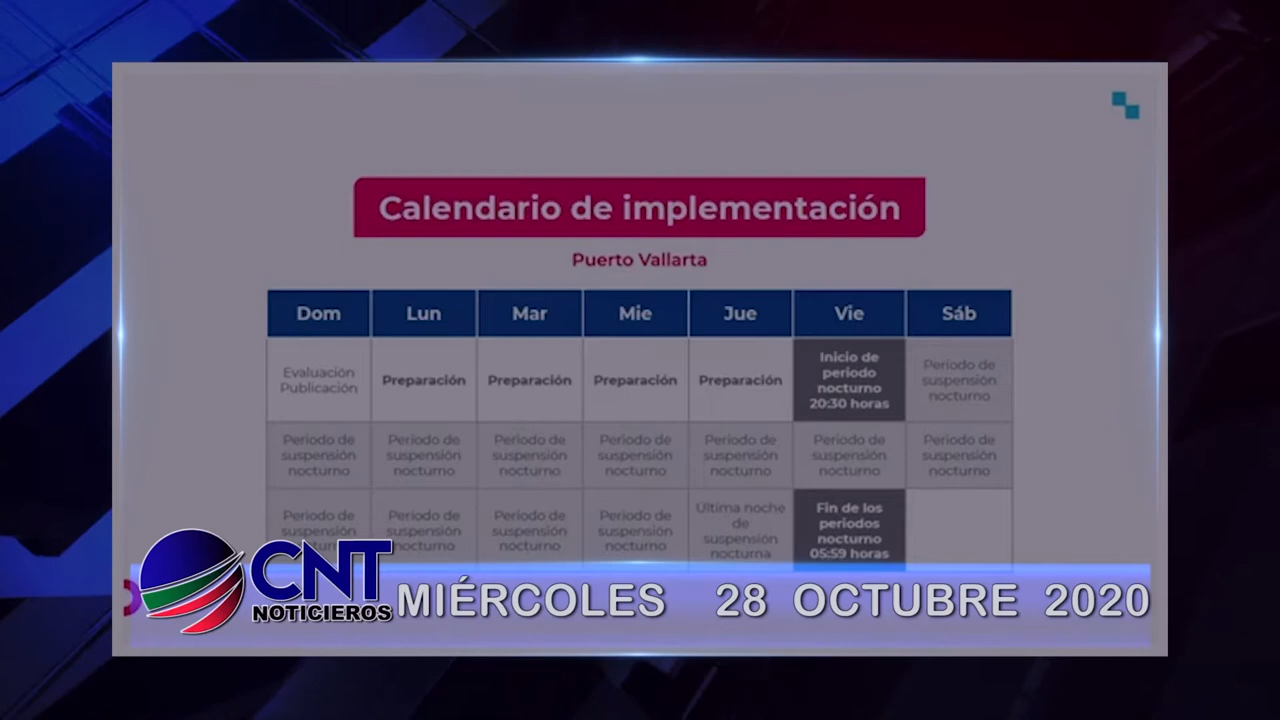 Calendario de implementación
Puerto Vallarta
Dom Lun Mar Mie Jue Vie Sáb
Evaluación Publicación
Preparación
Preparación
Preparación
Preparación
Inicio de periodo nocturno 20:30 horas
Periodo de suspensión nocturno
Periodo de suspensión nocturno
Periodo de suspensión nocturno
Periodo de suspensión nocturno
Periodo de suspensión nocturno
Periodo de suspensión nocturno
Periodo de suspensión nocturno
Periodo de suspensión nocturno
Periodo de suspensión nocturno
Periodo de suspensión nocturno
Periodo de suspensión nocturno
Periodo de suspensión nocturno
Última noche de suspensión nocturna
Fin de los periodos nocturno 05:59 horas
CNT
NOTICIEROS
MIÉRCOLES 28 OCTUBRE 2020